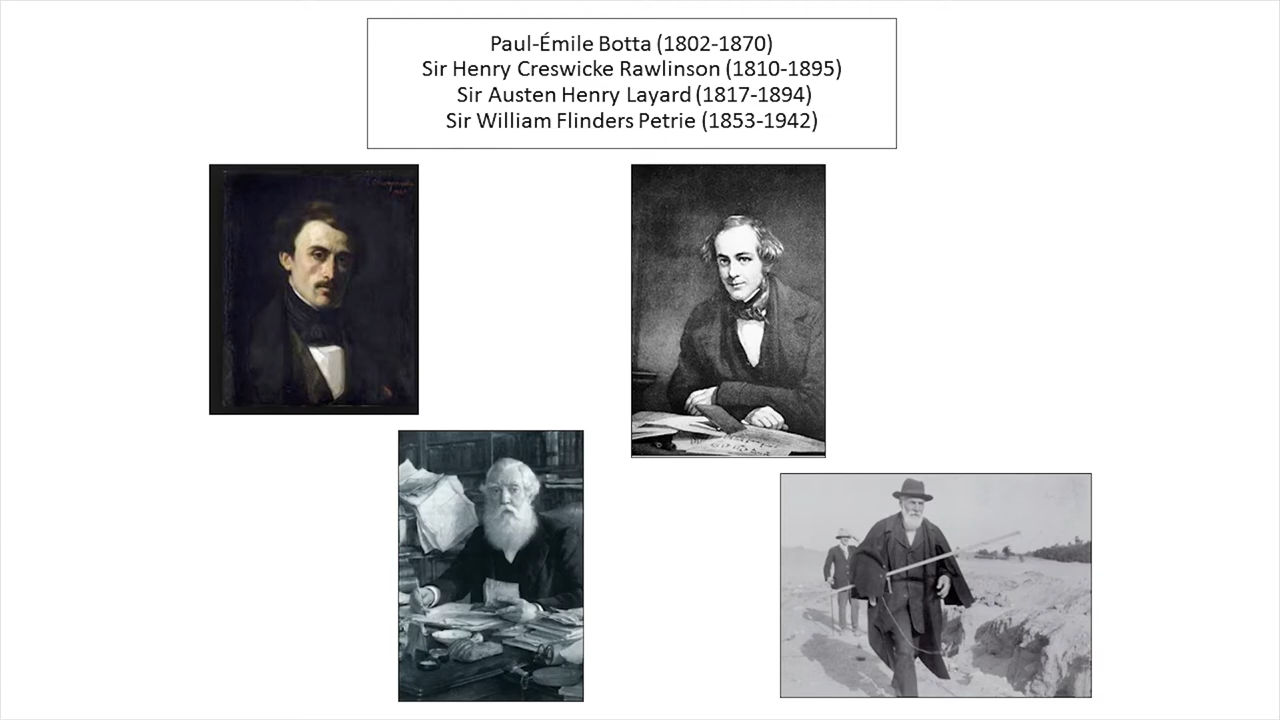 Paul-Émile Botta (1802-1870)
Sir Henry Creswicke Rawlinson (1810-1895)
Sir Austen Henry Layard (1817-1894)
Sir William Flinders Petrie (1853-1942)